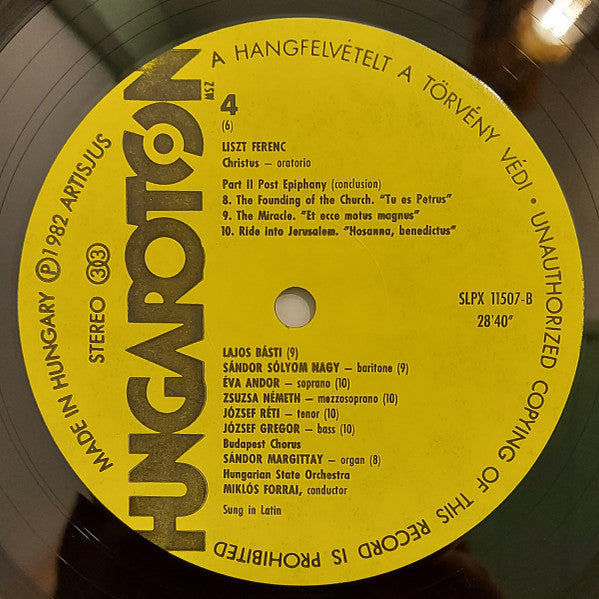 A HANGFELVÉTELT A TÖRVÉNY VÉDI • UNAUTHORIZED COPYING OF THIS RECORD IS PROHIBITED
MADE IN HUNGARY Ⓟ 1982 ARTISJUS
STEREO 33
HUNGAROTON
MSZ
4
(6)
LISZT FERENC
Christus – oratorio
Part II Post Epiphany (conclusion)
8. The Founding of the Church. "Tu es Petrus"
9. The Miracle. "Et ecce motus magnus"
10. Ride into Jerusalem. "Hosanna, benedictus"
SLPX 11507-B
28'40"
LAJOS BÁSTI (9)
SÁNDOR SÓLYOM NAGY – baritone (9)
ÉVA ANDOR – soprano (10)
ZSUZSA NÉMETH – mezzosoprano (10)
JÓZSEF RÉTI – tenor (10)
JÓZSEF GREGOR – bass (10)
Budapest Chorus
SÁNDOR MARGITTAY – organ (8)
Hungarian State Orchestra
MIKLÓS FORRAI, conductor
Sung in Latin